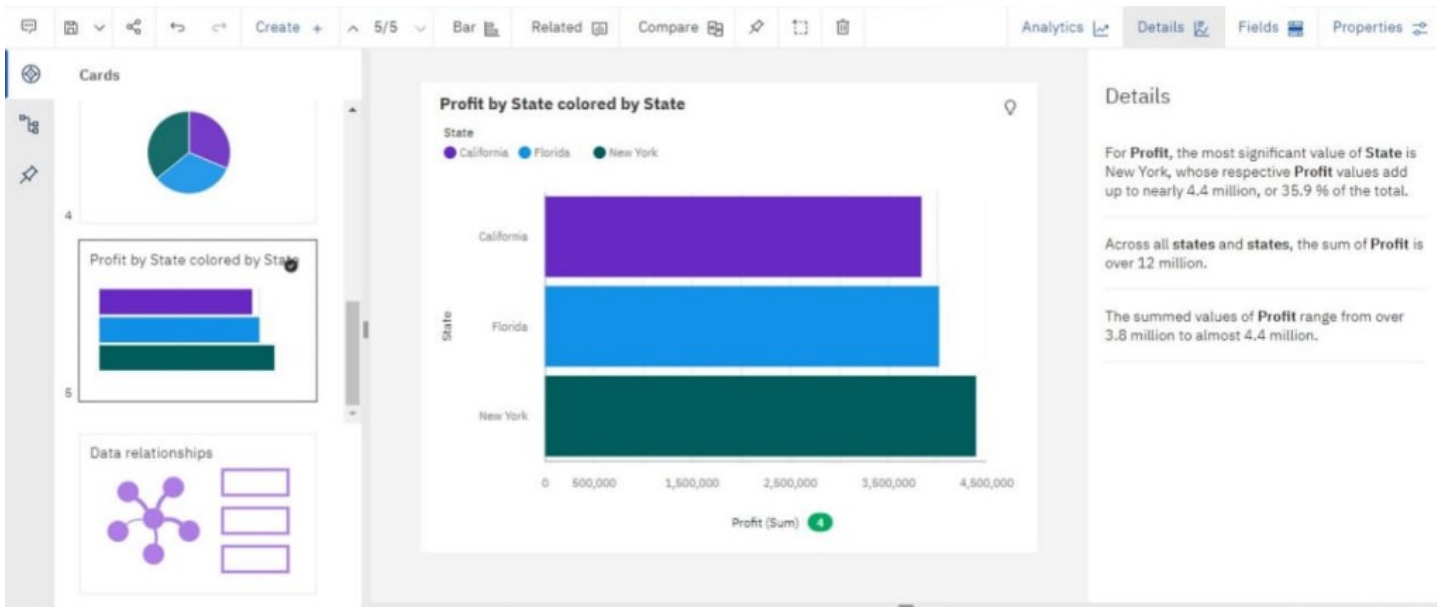 Create +
5/5
Bar
Related
Compare
Analytics
Details
Fields
Properties
Cards
4
Profit by State colored by State
5
Data relationships
Profit by State colored by State
State
California
Florida
New York
State
California
Florida
New York
0
500,000
1,500,000
2,500,000
3,500,000
4,500,000
Profit (Sum) 4
Details
For Profit, the most significant value of State is
New York, whose respective Profit values add
up to nearly 4.4 million, or 35.9 % of the total.
Across all states and states, the sum of Profit is
over 12 million.
The summed values of Profit range from over
3.8 million to almost 4.4 million.